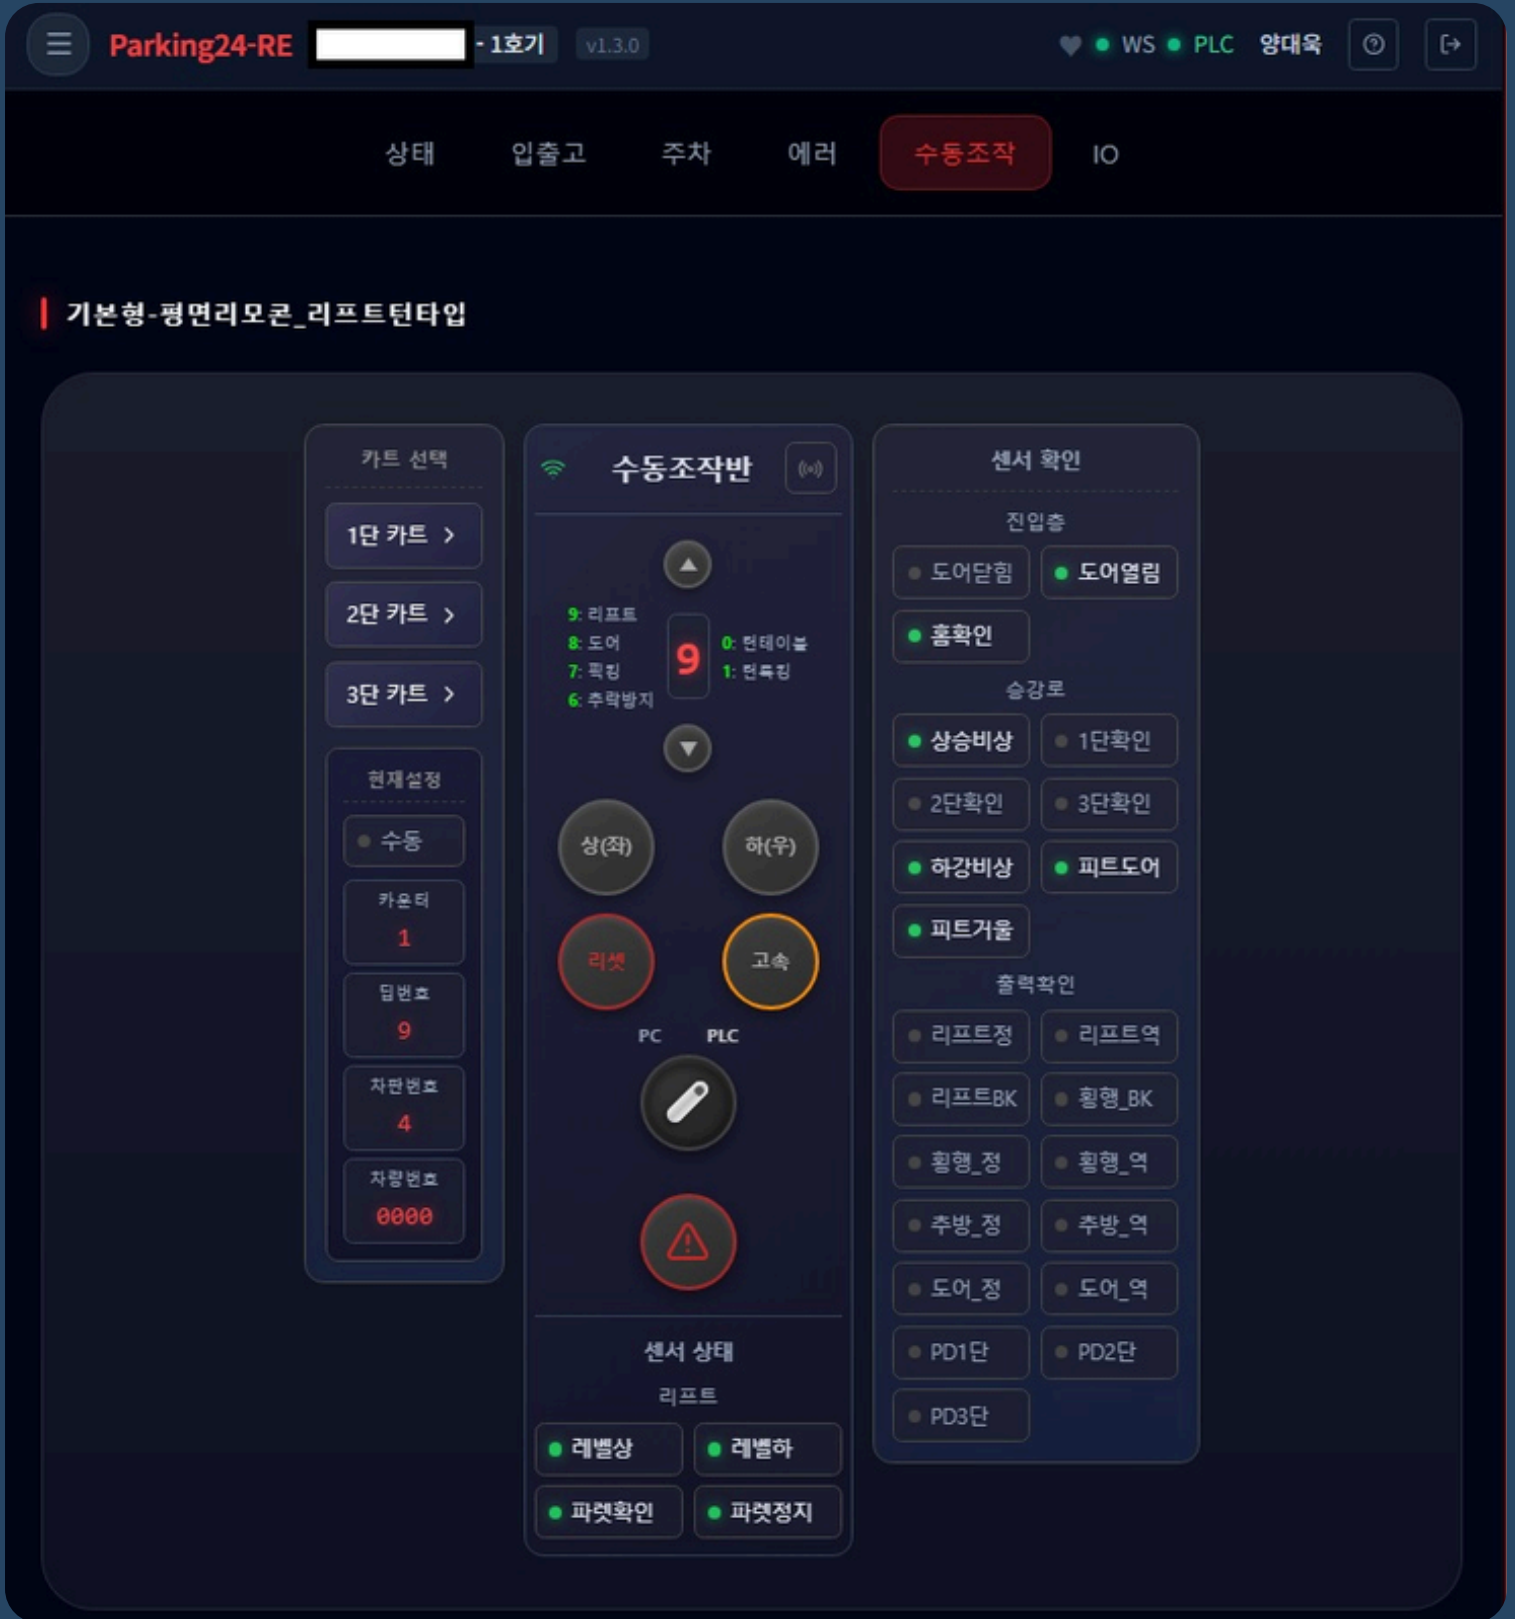 Parking24-RE - 1호기 v1.3.0 WS PLC 양대욱
상태 입출고 주차 에러 수동조작 IO
기본형-평면리모콘_리프트턴타입
카트 선택
1단 카트 >
2단 카트 >
3단 카트 >
현재설정
수동
카운터
1
딥번호
9
차판번호
4
차량번호
0000
수동조작반
▲
9: 리프트
8: 도어
7: 픽킹
6: 추락방지
9
0: 턴테이블
1: 턴록킹
▼
상(좌) 하(우)
리셋 고속
PC PLC
센서 상태
리프트
레벨상 레벨하
파렛확인 파렛정지
센서 확인
진입층
도어닫힘 도어열림
홈확인
승강로
상승비상 1단확인
2단확인 3단확인
하강비상 피트도어
피트거울
출력확인
리프트정 리프트역
리프트BK 횡행_BK
횡행_정 횡행_역
추방_정 추방_역
도어_정 도어_역
PD1단 PD2단
PD3단